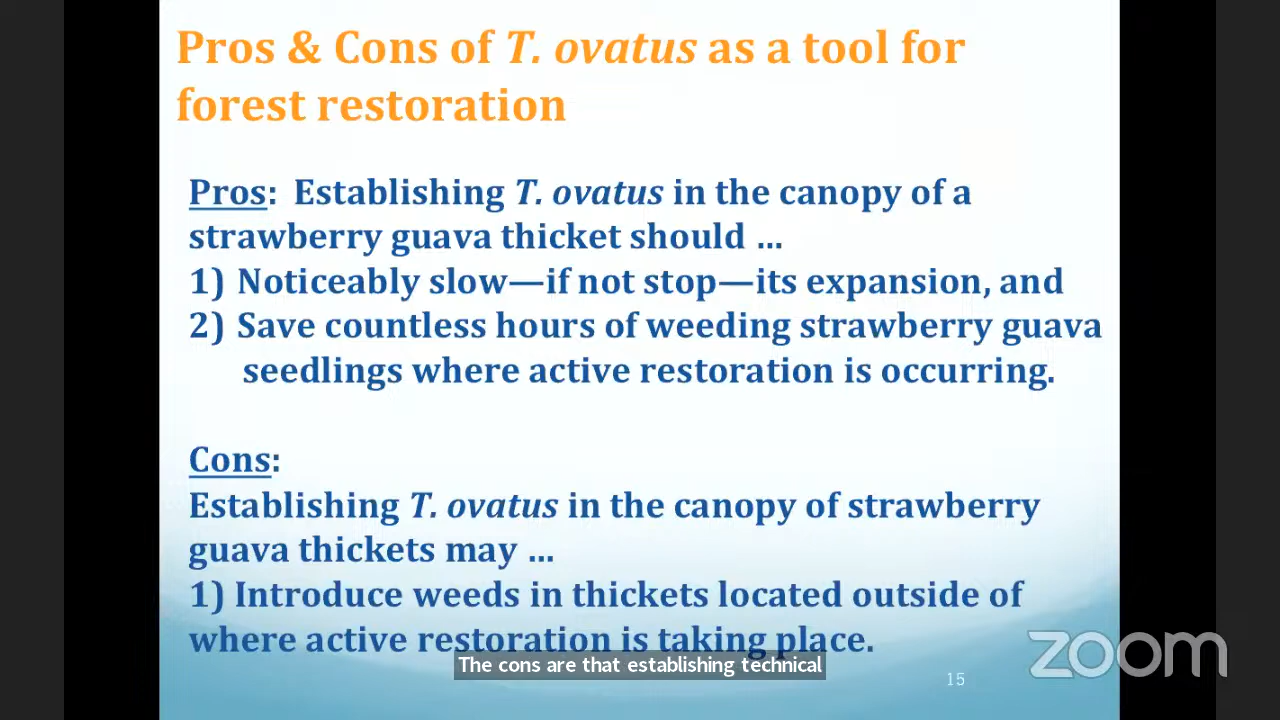 Pros & Cons of T. ovatus as a tool for
forest restoration
Pros: Establishing T. ovatus in the canopy of a
strawberry guava thicket should ...
1) Noticeably slow—if not stop—its expansion, and
2) Save countless hours of weeding strawberry guava
seedlings where active restoration is occurring.
Cons:
Establishing T. ovatus in the canopy of strawberry
guava thickets may ...
1) Introduce weeds in thickets located outside of
where active restoration is taking place.
The cons are that establishing technical
15
zoom